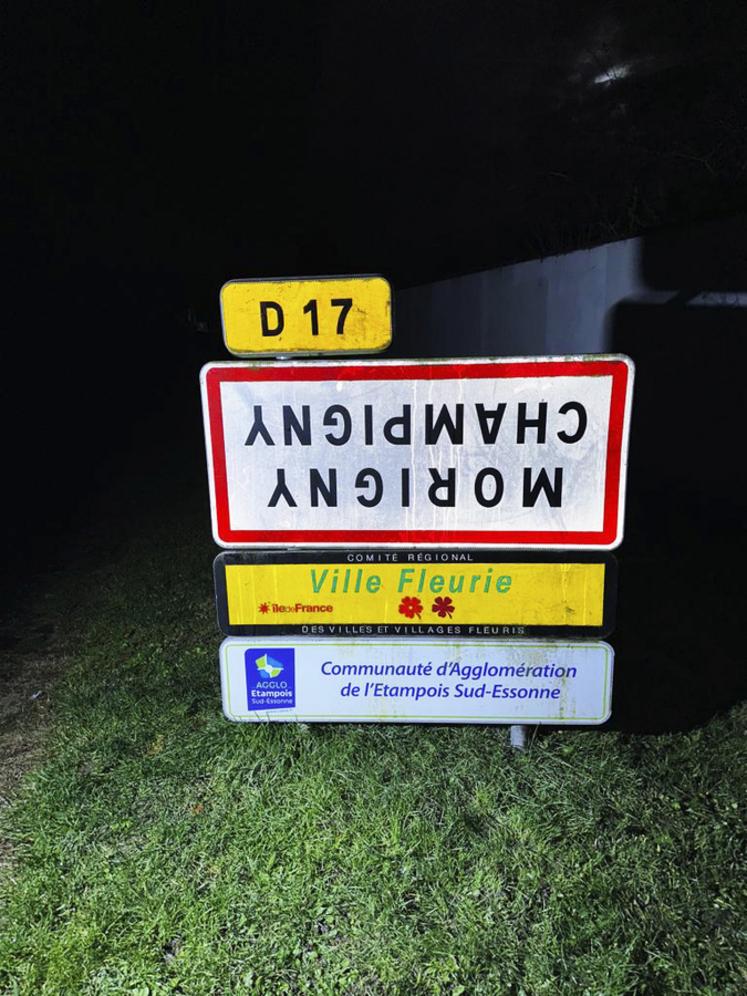 D 17
MORIGNY
CHAMPIGNY
COMITÉ RÉGIONAL
Ville Fleurie
îledeFrance
DES VILLES ET VILLAGES FLEURIS
AGGLO
Etampois
Sud-Essonne
Communauté d'Agglomération
de l'Etampois Sud-Essonne